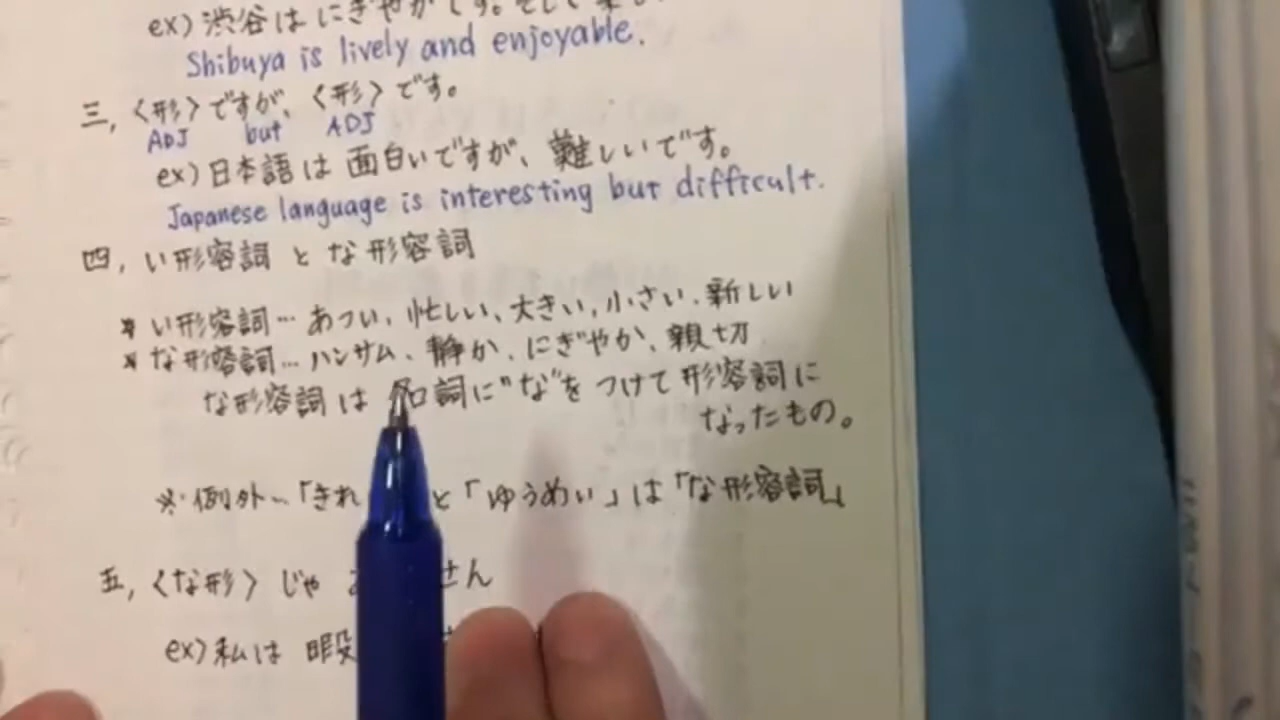 ex) 渋谷は にぎやかです。そして楽し
Shibuya is lively and enjoyable.
三, 〈形〉ですが、〈形〉です。
ADJ but ADJ
ex) 日本語は 面白いですが、難しいです。
Japanese language is interesting but difficult.
四, い形容詞 と な形容詞
* い形容詞… あつい、忙しい、大きい、小さい、新しい
* な形容詞… ハンサム、静か、にぎやか、親切
な形容詞は 名詞に"な"を つけて 形容詞に
なったもの。
※ 例外…「きれ と「ゆうめい」は「な形容詞」
五, 〈な形〉じゃ せん
ex) 私は 暇